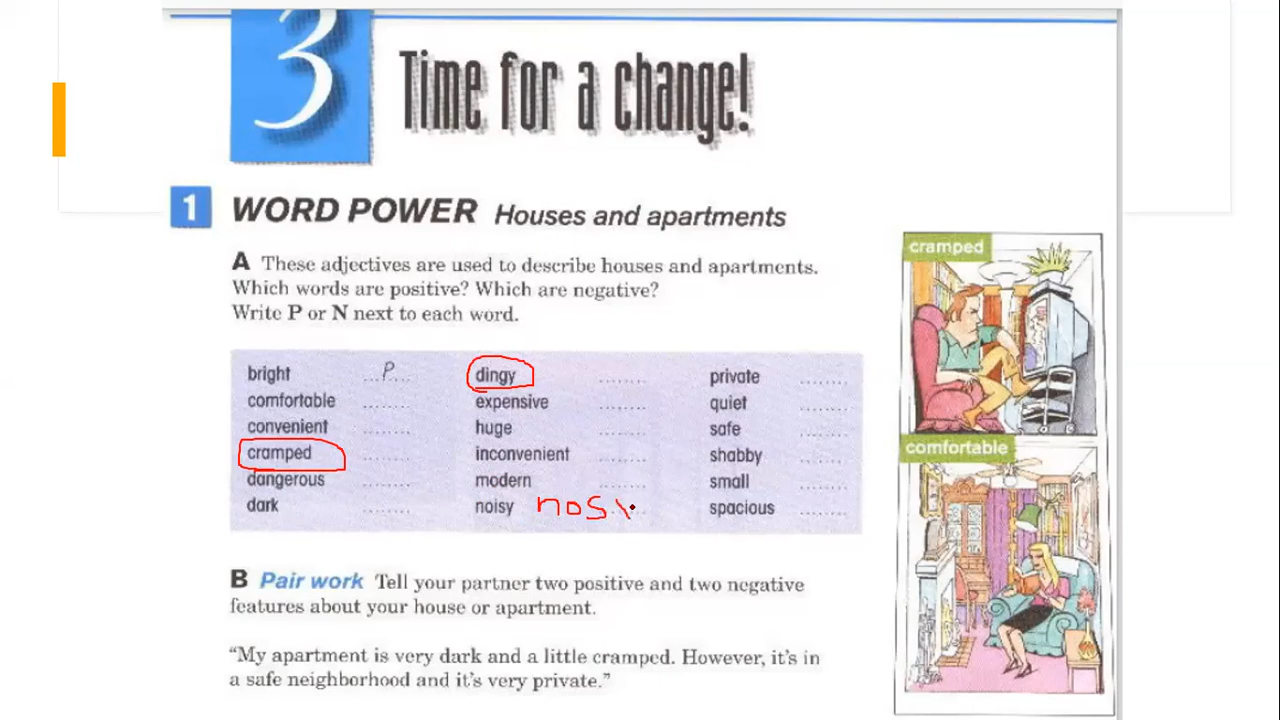 3 Time for a change!
1 WORD POWER Houses and apartments
A These adjectives are used to describe houses and apartments.
Which words are positive? Which are negative?
Write P or N next to each word.
bright P
comfortable ........
convenient ........
cramped ........
dangerous ........
dark ........
dingy ........
expensive ........
huge ........
inconvenient ........
modern ........
noisy nosy
private ........
quiet ........
safe ........
shabby ........
small ........
spacious ........
B Pair work Tell your partner two positive and two negative
features about your house or apartment.
“My apartment is very dark and a little cramped. However, it’s in
a safe neighborhood and it’s very private.”
cramped
comfortable